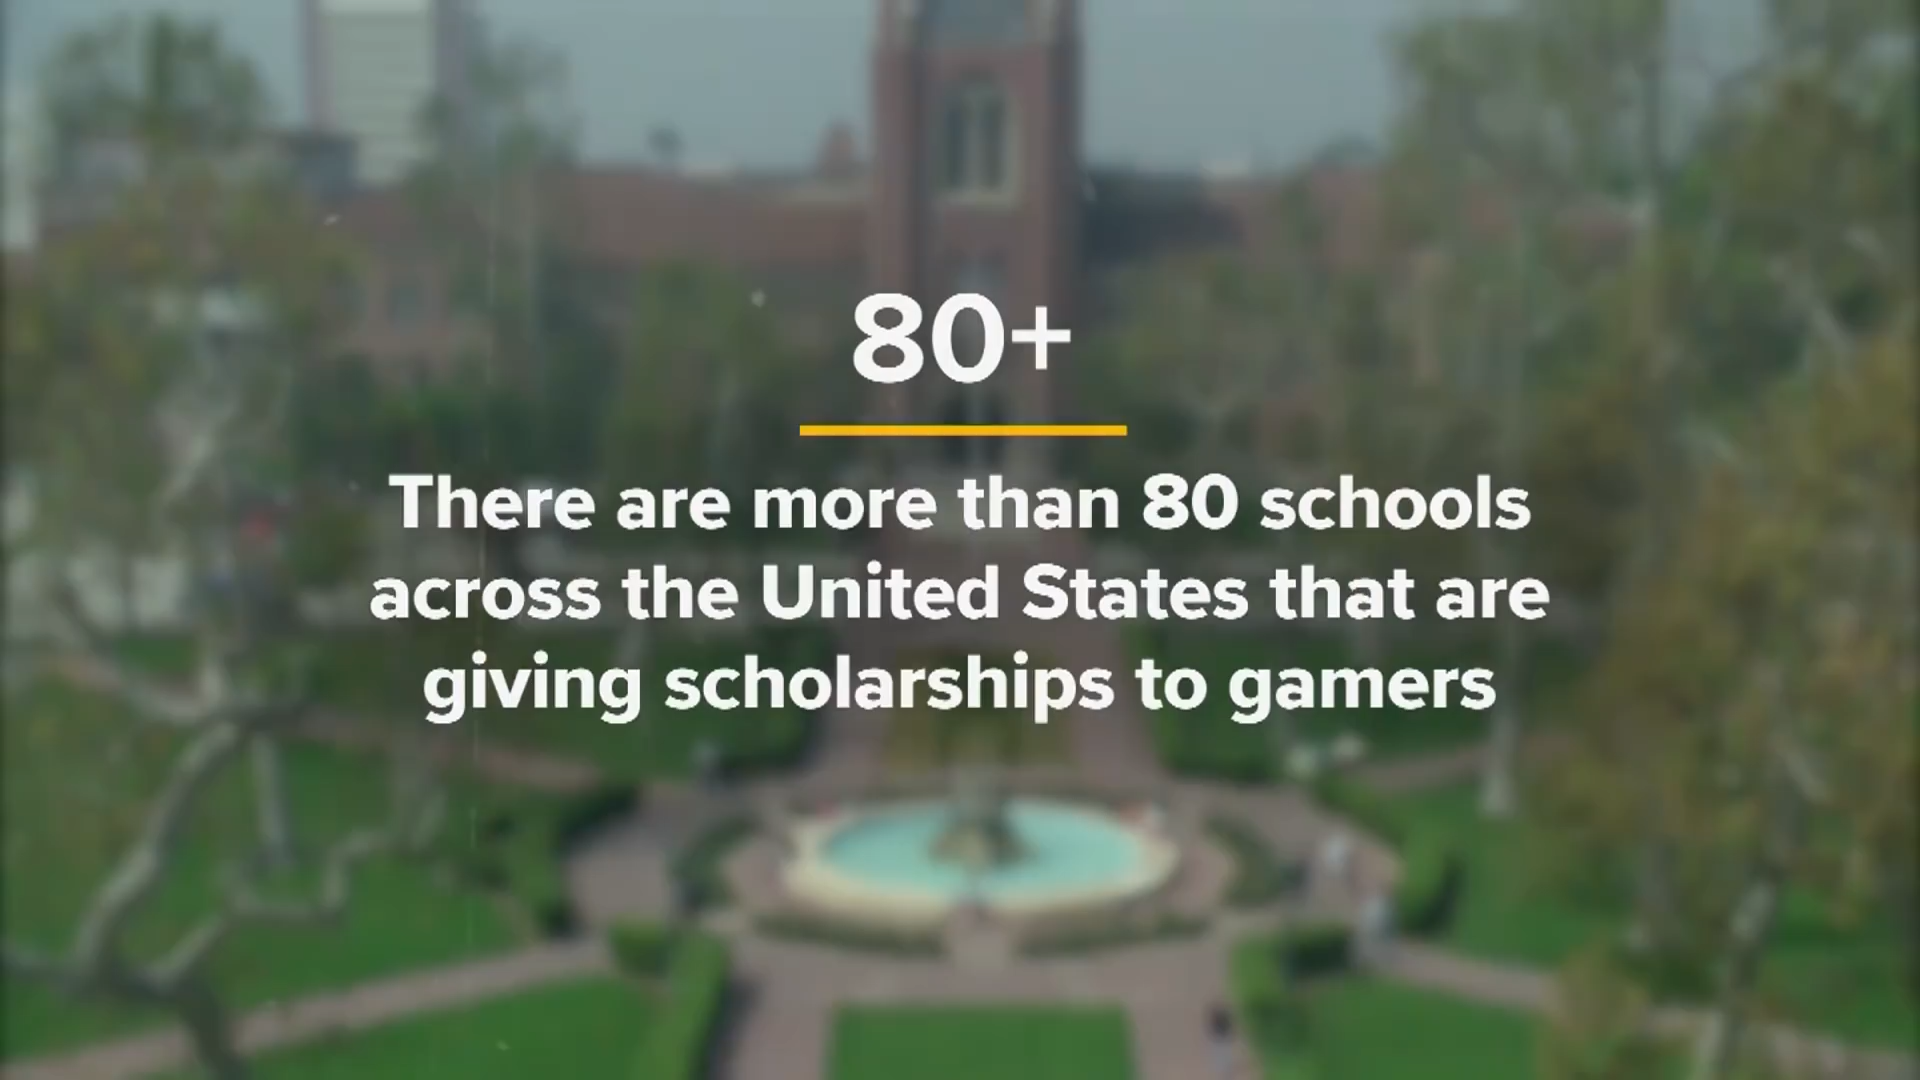 80+
There are more than 80 schools
across the United States that are
giving scholarships to gamers